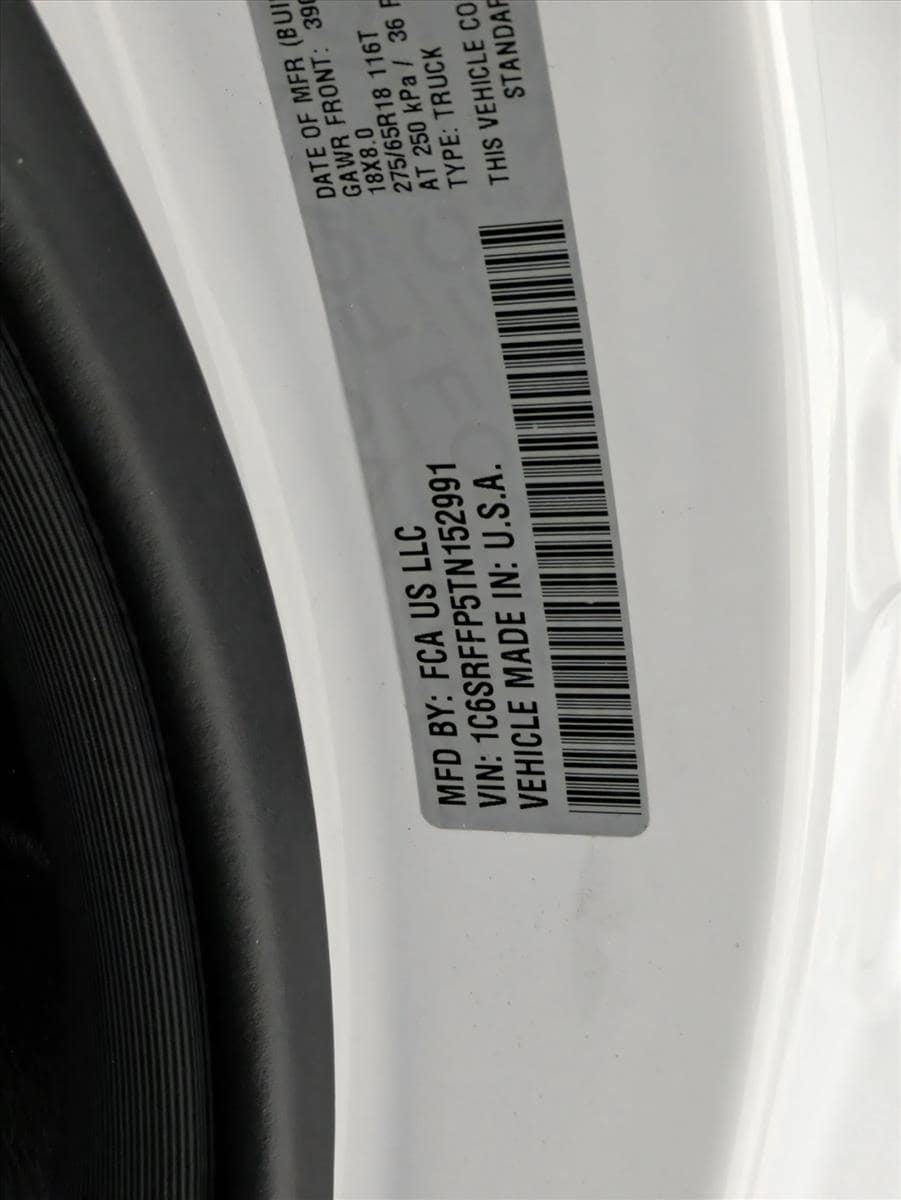 MFD BY: FCA US LLC
VIN: 1C6SRFFP5TN152991
VEHICLE MADE IN: U.S.A.
DATE OF MFR (BUI
GAWR FRONT: 390
18X8.0
275/65R18 116T
AT 250 kPa / 36 P
TYPE: TRUCK
THIS VEHICLE CO
STANDAR